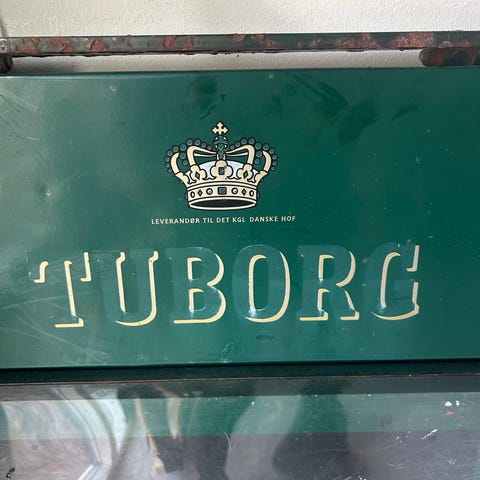 LEVERANDØR TIL DET KGL DANSKE HOF
TUBORG